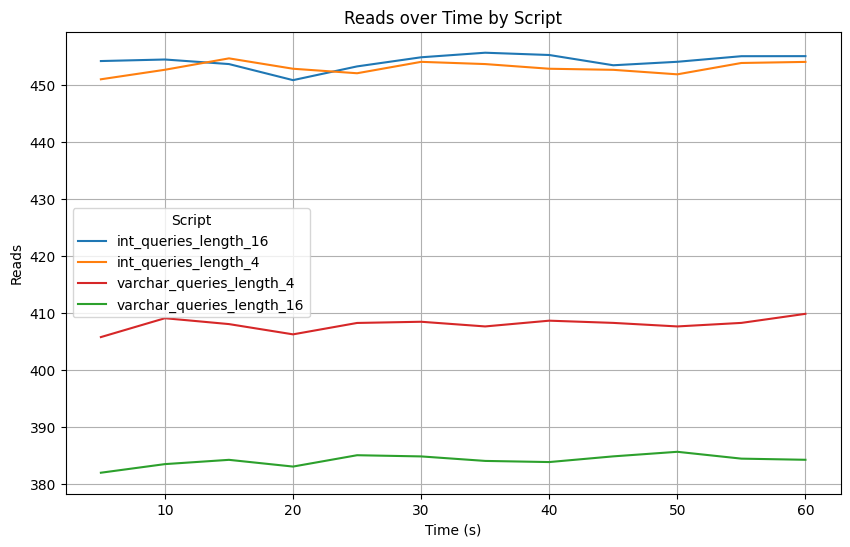 Reads over Time by Script
Reads
450
440
430
420
410
400
390
380
Script
int_queries_length_16
int_queries_length_4
varchar_queries_length_4
varchar_queries_length_16
10
20
30
40
50
60
Time (s)